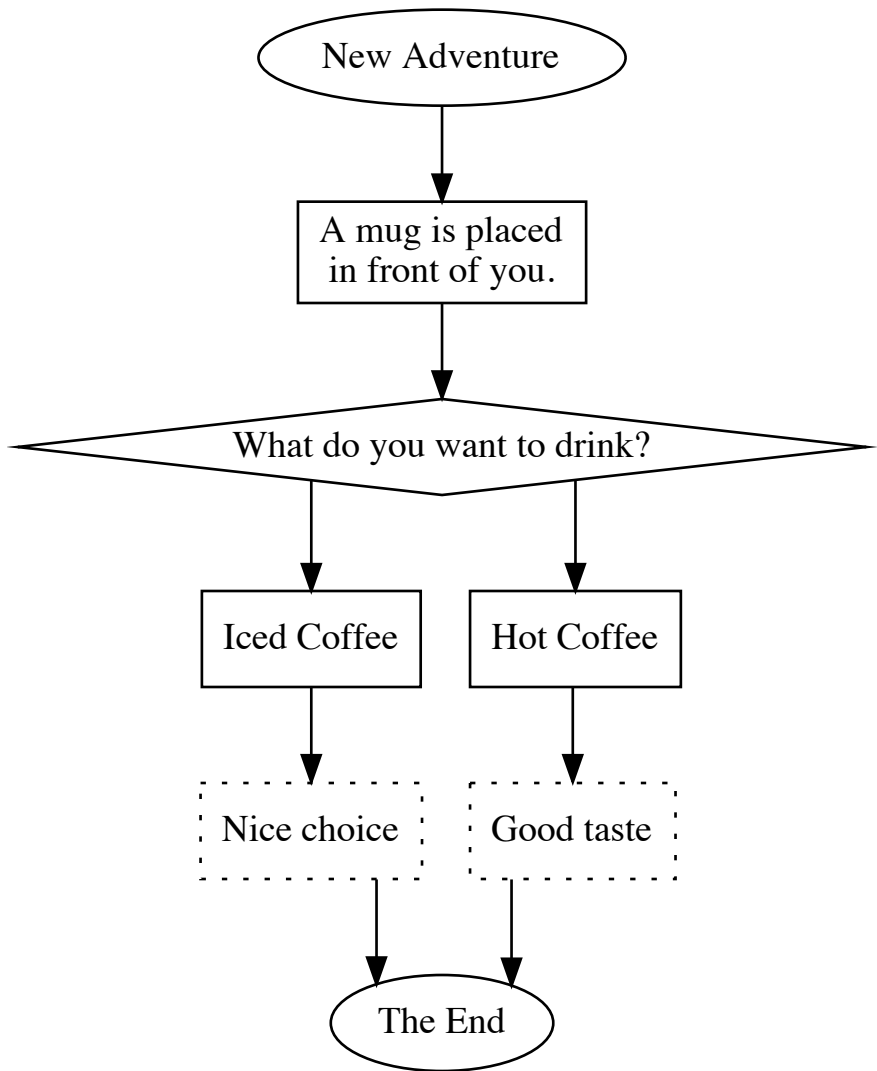 New Adventure
A mug is placed
in front of you.
What do you want to drink?
Iced Coffee
Hot Coffee
Nice choice
Good taste
The End